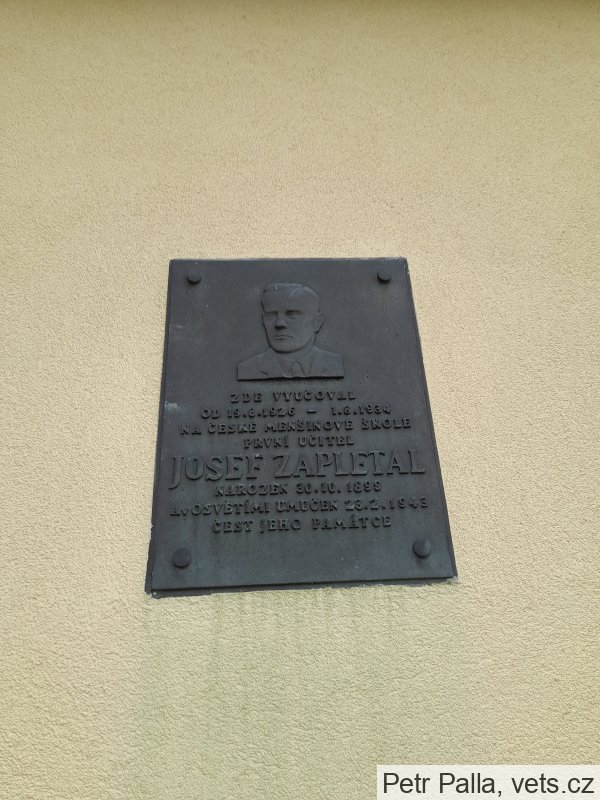 ZDE VYUČOVAL
OD 19.8.1926 – 1.8.1934
NA ČESKÉ MENŠINOVÉ ŠKOLE
PRVNÍ UČITEL
JOSEF ZAPLETAL
NAROZEN 30.10.1899
A V OSVĚTIMI UMUČEN 23.2.1943
ČEST JEHO PAMÁTCE
Petr Palla, vets.cz